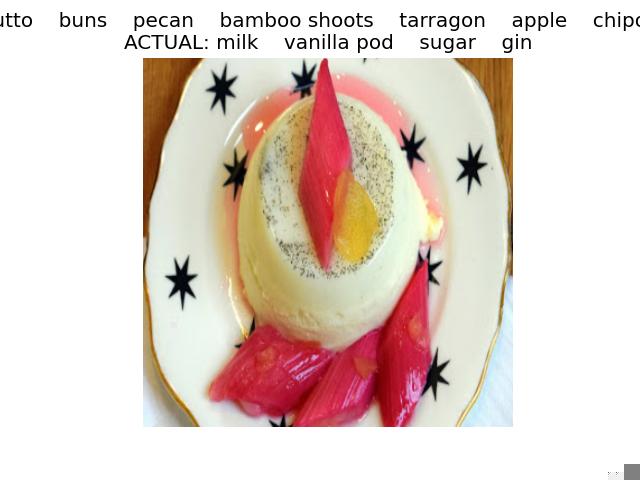 utto buns pecan bamboo shoots tarragon apple chipo
ACTUAL: milk vanilla pod sugar gin